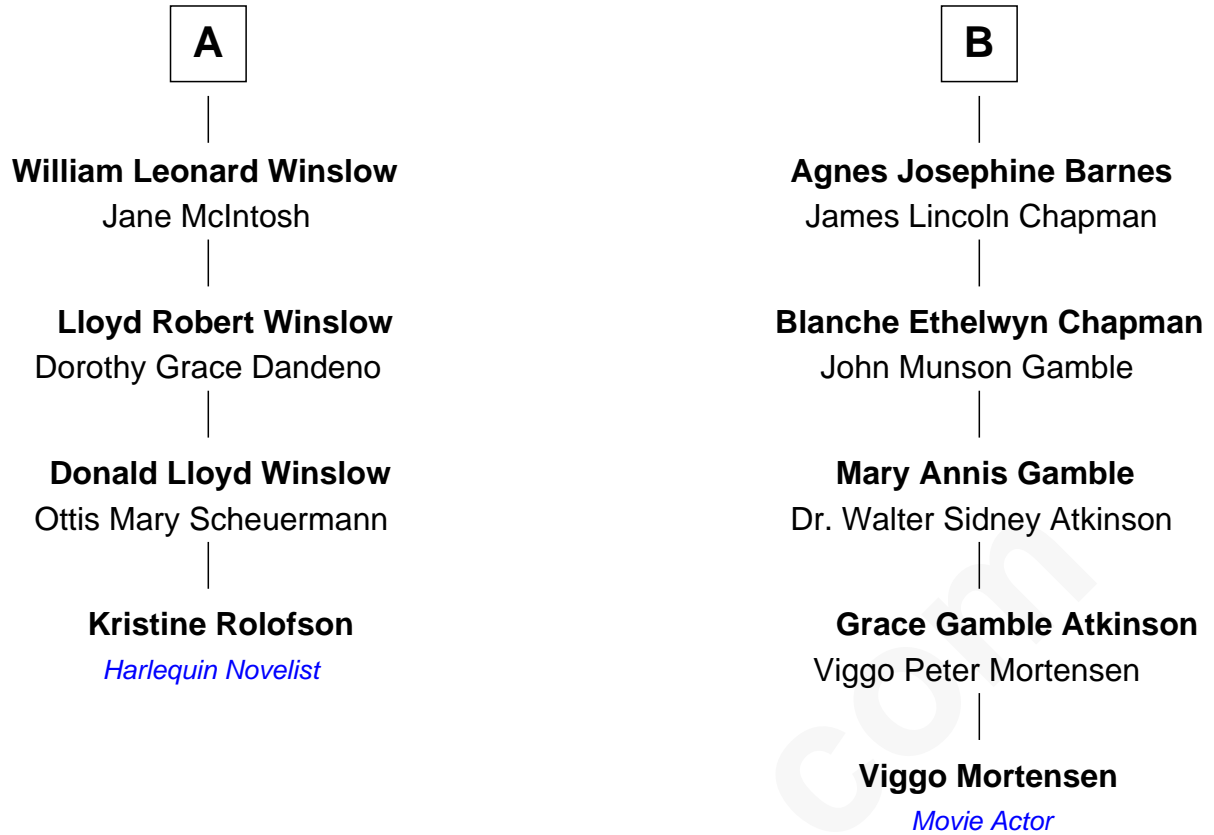 A
William Leonard Winslow
Jane McIntosh
Lloyd Robert Winslow
Dorothy Grace Dandeno
Donald Lloyd Winslow
Ottis Mary Scheuermann
Kristine Rolofson
Harlequin Novelist
B
Agnes Josephine Barnes
James Lincoln Chapman
Blanche Ethelwyn Chapman
John Munson Gamble
Mary Annis Gamble
Dr. Walter Sidney Atkinson
Grace Gamble Atkinson
Viggo Peter Mortensen
Viggo Mortensen
Movie Actor
com